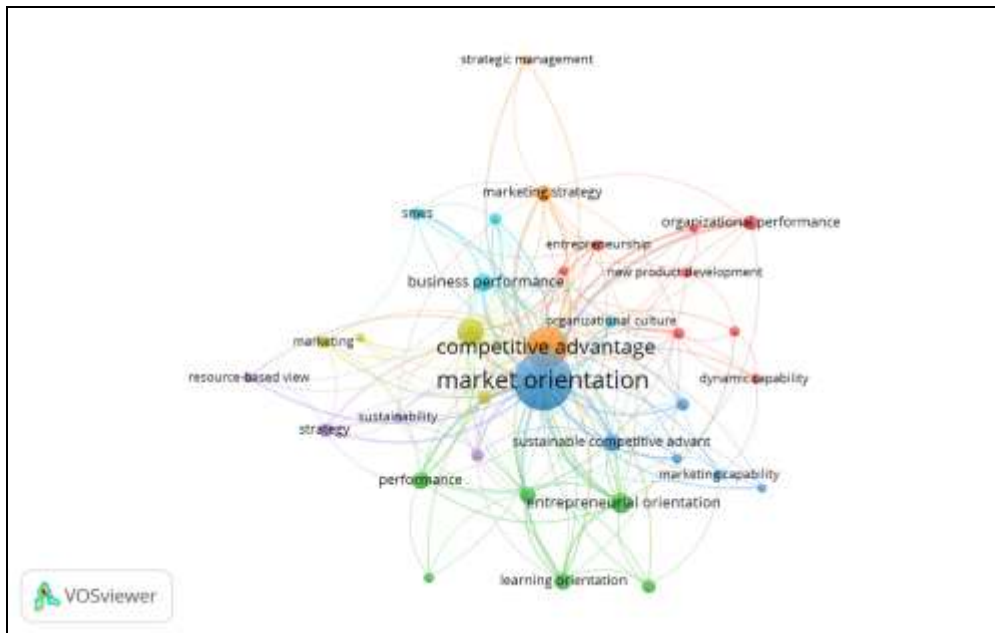 strategic management
marketing strategy
smes
organizational performance
entrepreneurship
new product development
business performance
organizational culture
marketing
competitive advantage
resource-based view
market orientation
dynamic capability
sustainability
strategy
sustainable competitive advant
performance
marketing capability
entrepreneurial orientation
learning orientation
VOSviewer